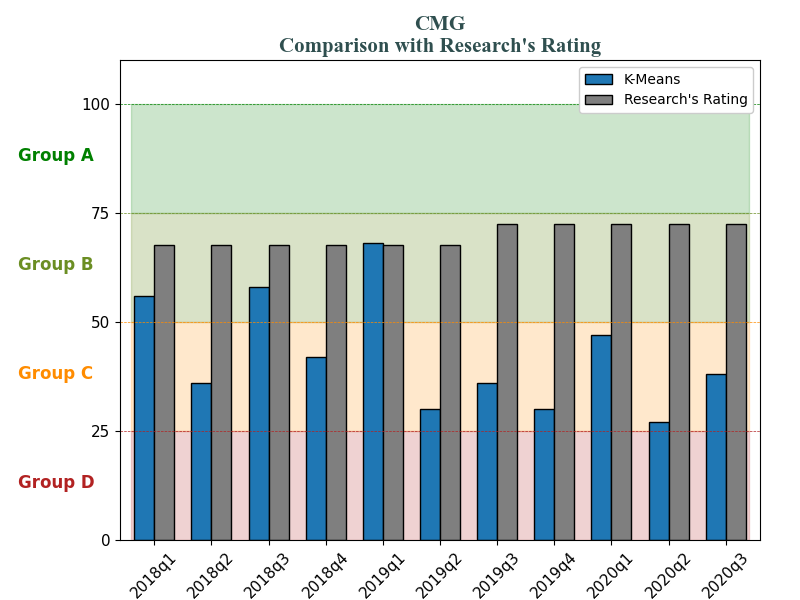 CMG
Comparison with Research's Rating
K-Means
Research's Rating
100
Group A
75
Group B
50
Group C
25
Group D
0
2018q1 2018q2 2018q3 2018q4 2019q1 2019q2 2019q3 2019q4 2020q1 2020q2 2020q3